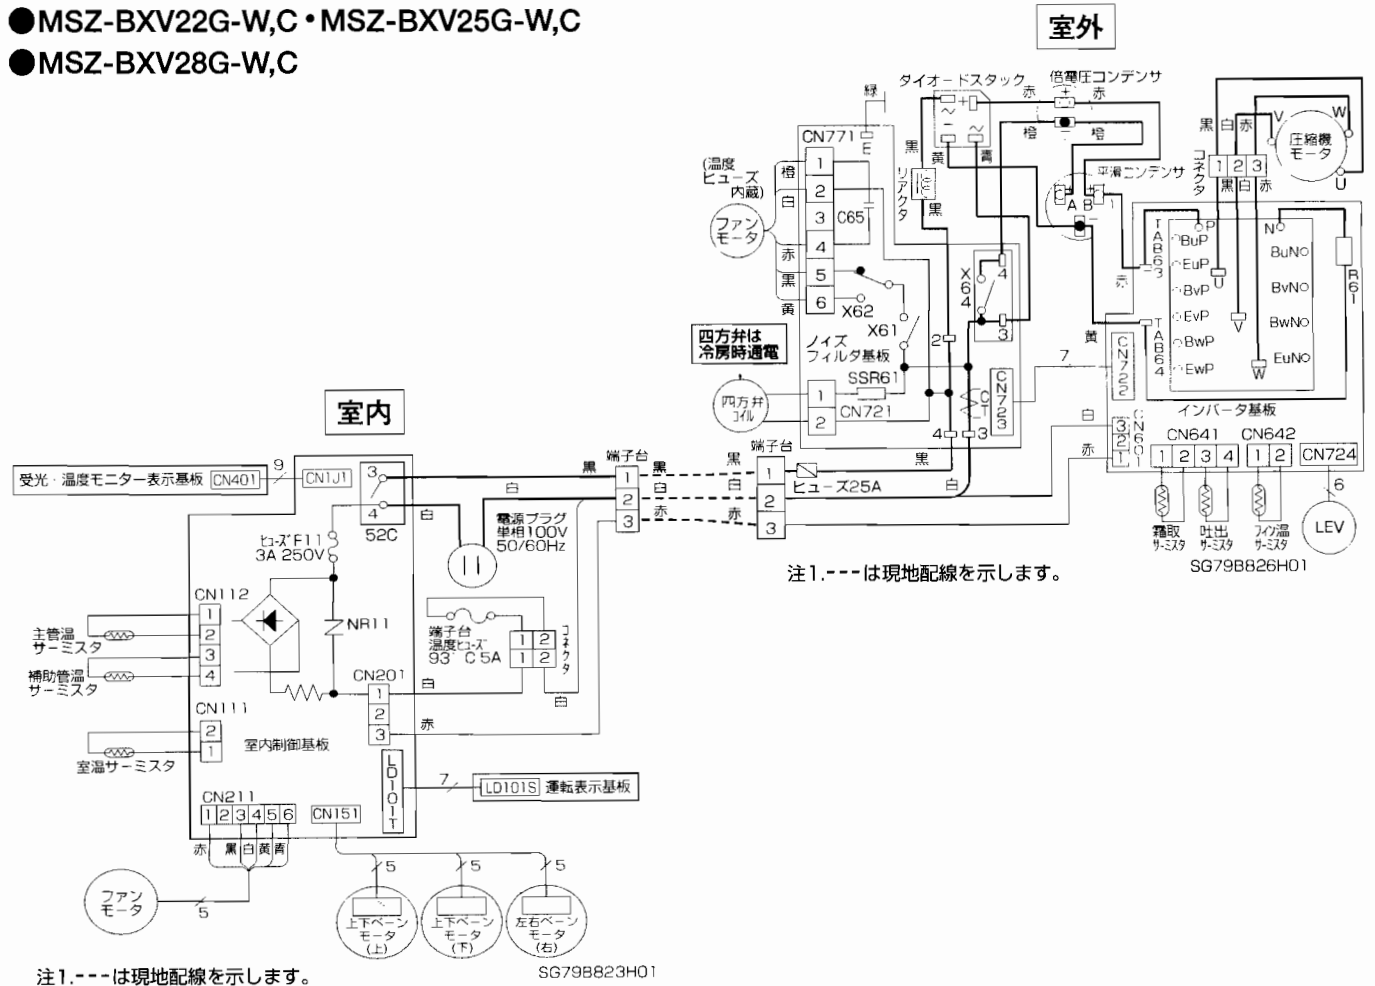 ●MSZ-BXV22G-W,C・MSZ-BXV25G-W,C
●MSZ-BXV28G-W,C
室外
ダイオードスタック
倍電圧コンデンサ
緑
赤
赤
橙
橙
黒
黄
青
CN771
E
1
2
3
4
5
6
(温度
ヒューズ
内蔵)
ファン
モータ
橙
白
赤
黒
黄
C65
リアクタ
黒
X62
X61
X64
4
3
ノイズ
フィルタ基板
SSR61
CN721
1
2
2
CT
CN723
4
3
四方弁は
冷房時通電
四方弁
コイル
平滑コンデンサ
C
A
B
黒
白
赤
コネクタ
1 2 3
黒
白
赤
V
W
U
圧縮機
モータ
TAB63
TAB64
赤
黄
P
N
BuP
EuP
BvP
EvP
BwP
EwP
BuN
BvN
BwN
EuN
U
V
W
R61
7
CN722
CN601
3
2
1
白
赤
インバータ基板
CN641
1 2 3 4
CN642
1 2
CN724
6
LEV
霜取
サーミスタ
吐出
サーミスタ
フィン温
サーミスタ
SG79B826H01
室内
受光・温度モニター表示基板 CN401
9
CN1J1
3
4
52C
黒
白
白
端子台
1
2
3
黒
白
赤
黒
白
赤
端子台
1
2
3
ヒューズ25A
黒
白
電源プラグ
単相100V
50/60Hz
注1.---は現地配線を示します。
ヒューズF11
3A 250V
NR11
CN112
1
2
3
4
主管温
サーミスタ
補助管温
サーミスタ
CN111
2
1
室温サーミスタ
室内制御基板
端子台
温度ヒューズ
93°C 5A
1 2
1 2
コネクタ
CN201
1
2
3
白
白
赤
LD101T
7
LD101S 運転表示基板
CN211
1 2 3 4 5 6
CN151
赤
黒
白
黄
青
ファン
モータ
5
5
5
5
上下ベーン
モータ
(上)
上下ベーン
モータ
(下)
左右ベーン
モータ
(右)
SG79B823H01
注1.---は現地配線を示します。